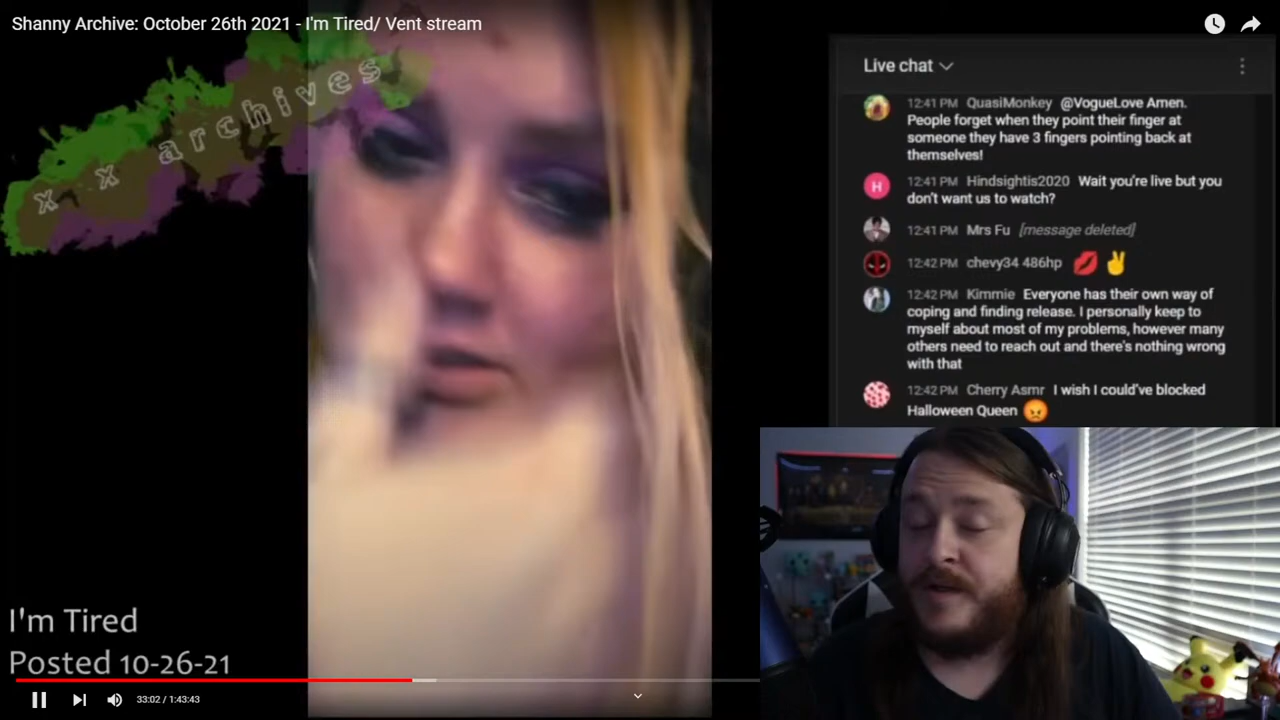 Shanny Archive: October 26th 2021 - I'm Tired/ Vent stream
x x archives
Live chat
12:41 PM QuasiMonkey @VogueLove Amen.
People forget when they point their finger at
someone they have 3 fingers pointing back at
themselves!
H
12:41 PM Hindsightis2020 Wait you're live but you
don't want us to watch?
12:41 PM Mrs Fu [message deleted]
12:42 PM chevy34 486hp 💋 ✌
12:42 PM Kimmie Everyone has their own way of
coping and finding release. I personally keep to
myself about most of my problems, however many
others need to reach out and there's nothing wrong
with that
12:42 PM Cherry Asmr I wish I could've blocked
Halloween Queen 😡
I'm Tired
Posted 10-26-21
33:02 / 1:43:43